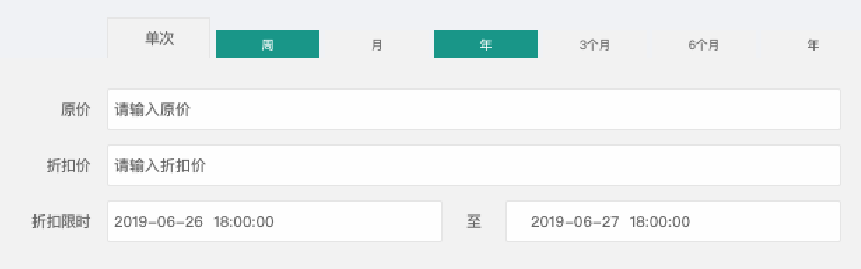 单次 周 月 年 3个月 6个月 年
原价 请输入原价
折扣价 请输入折扣价
折扣限时 2019-06-26 18:00:00 至 2019-06-27 18:00:00